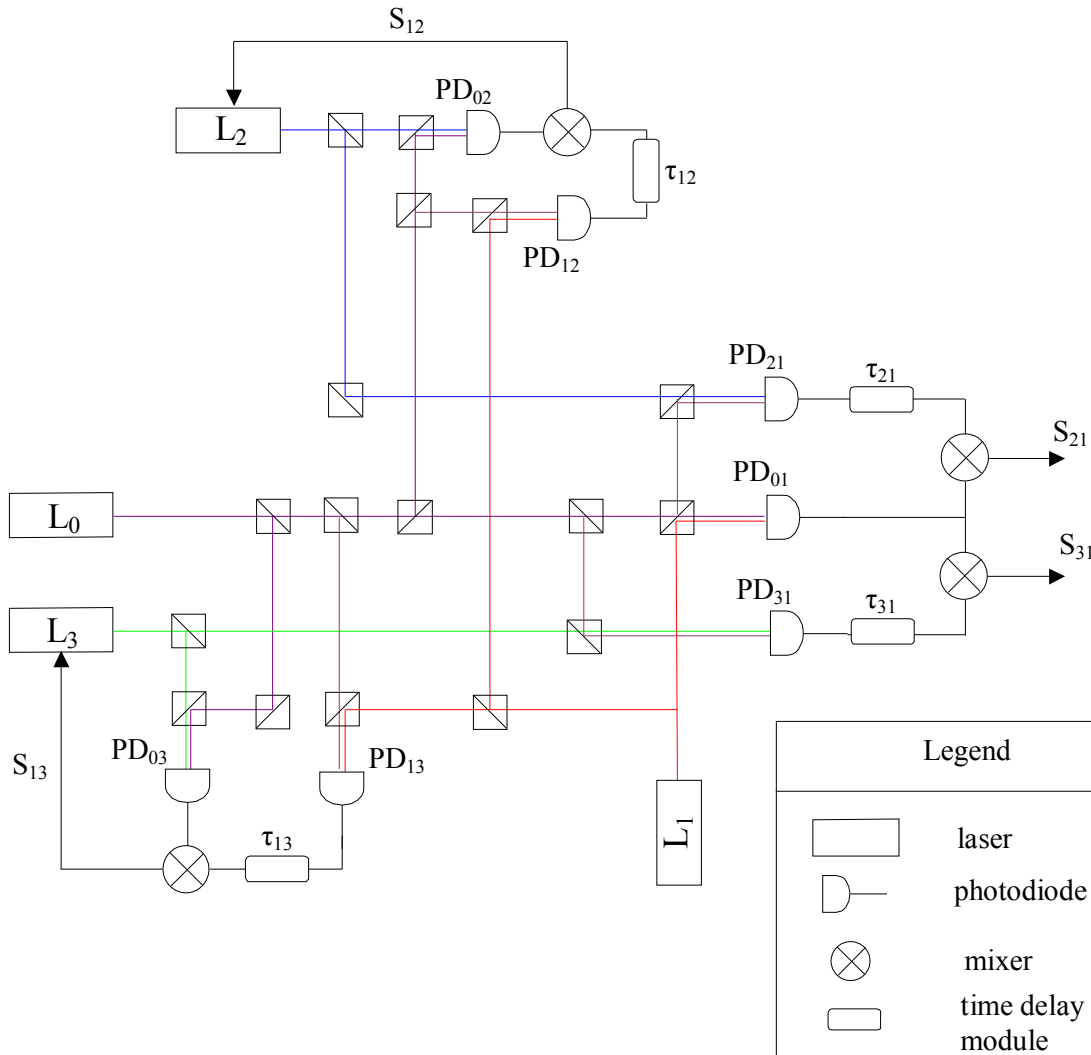 S₁₂
PD₀₂
L₂
τ₁₂
PD₁₂
PD₂₁
τ₂₁
S₂₁
PD₀₁
L₀
S₃₁
PD₃₁
τ₃₁
L₃
PD₀₃
PD₁₃
S₁₃
τ₁₃
L₁
Legend
laser
photodiode
mixer
time delay
module